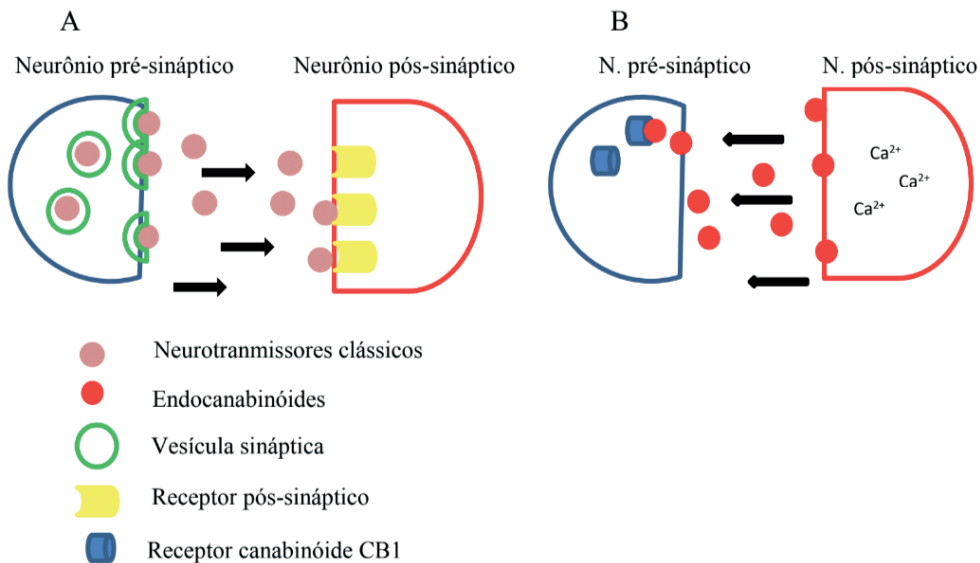 A
B
Neurônio pré-sináptico
Neurônio pós-sináptico
N. pré-sináptico
N. pós-sináptico
Ca²⁺
Ca²⁺
Ca²⁺
Neurotranmissores clássicos
Endocanabinóides
Vesícula sináptica
Receptor pós-sináptico
Receptor canabinóide CB1